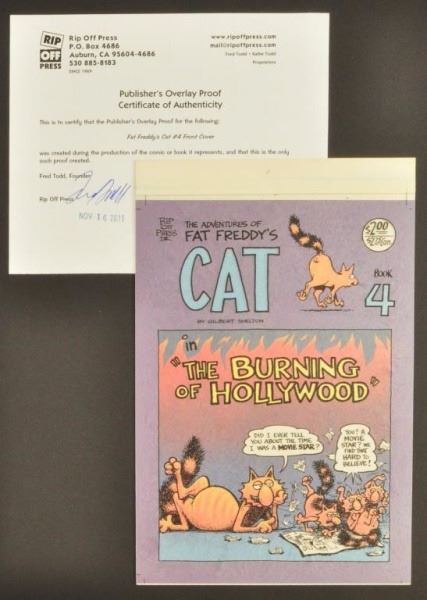 RIP
OFF
PRESS
Rip Off Press
P.O. Box 4686
Auburn, CA 95604-4686
530 885-8183
SINCE 1969
www.ripoffpress.com
mail@ripoffpress.com
Fred Todd • Kathe Todd
Proprietors
Publisher's Overlay Proof
Certificate of Authenticity
This is to certify that the Publisher's Overlay Proof for the following:
Fat Freddy's Cat #4 Front Cover
was created during the production of the comic or book it represents, and that this is the only
such proof created.
Fred Todd, Founder
Rip Off Press
NOV 16 2011
RIP
OFF
PRESS
THE ADVENTURES OF
FAT FREDDY'S
CAT
BY GILBERT SHELTON
$2.00
BOOK
4
in
"THE BURNING
OF HOLLYWOOD"
DID I EVER TELL
YOU ABOUT THE TIME
I WAS A MOVIE STAR?
YOU? A
MOVIE
STAR? WE
FIND THAT
HARD TO
BELIEVE!